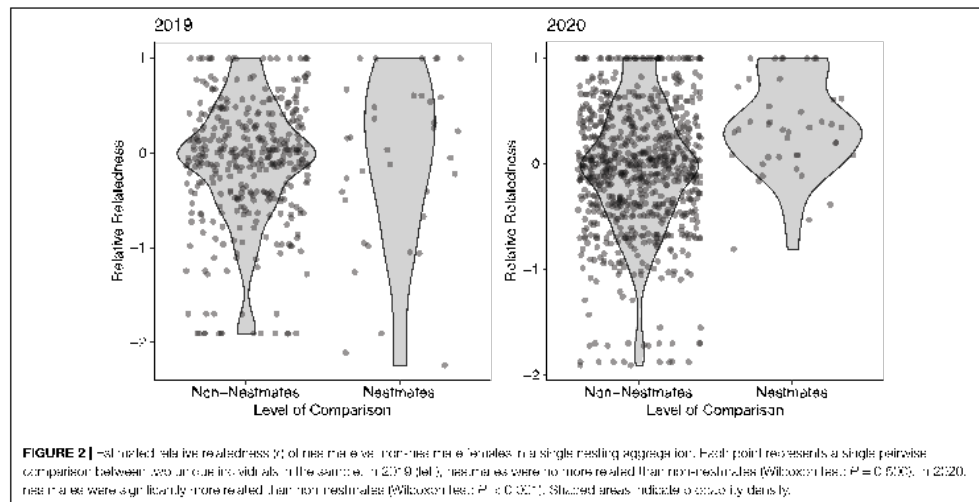 2019
2020
1
0
−1
−2
Relative Relatedness
Non−Nestmates
Nestmates
Level of Comparison
1
0
−1
−2
Relative Relatedness
Non−Nestmates
Nestmates
Level of Comparison
FIGURE 2 | Estimated relative relatedness (r) of nestmate vs. non-nestmate females in a single nesting aggregation. Each point represents a single pairwise
comparison between two unique individuals in the sample. In 2019 (left), nestmates were no more related than non-nestmates (Wilcoxon test: P =). In 2020,
nestmates were significantly more related than non-nestmates (Wilcoxon test: P < 0.001). Shaded areas indicate probability density.